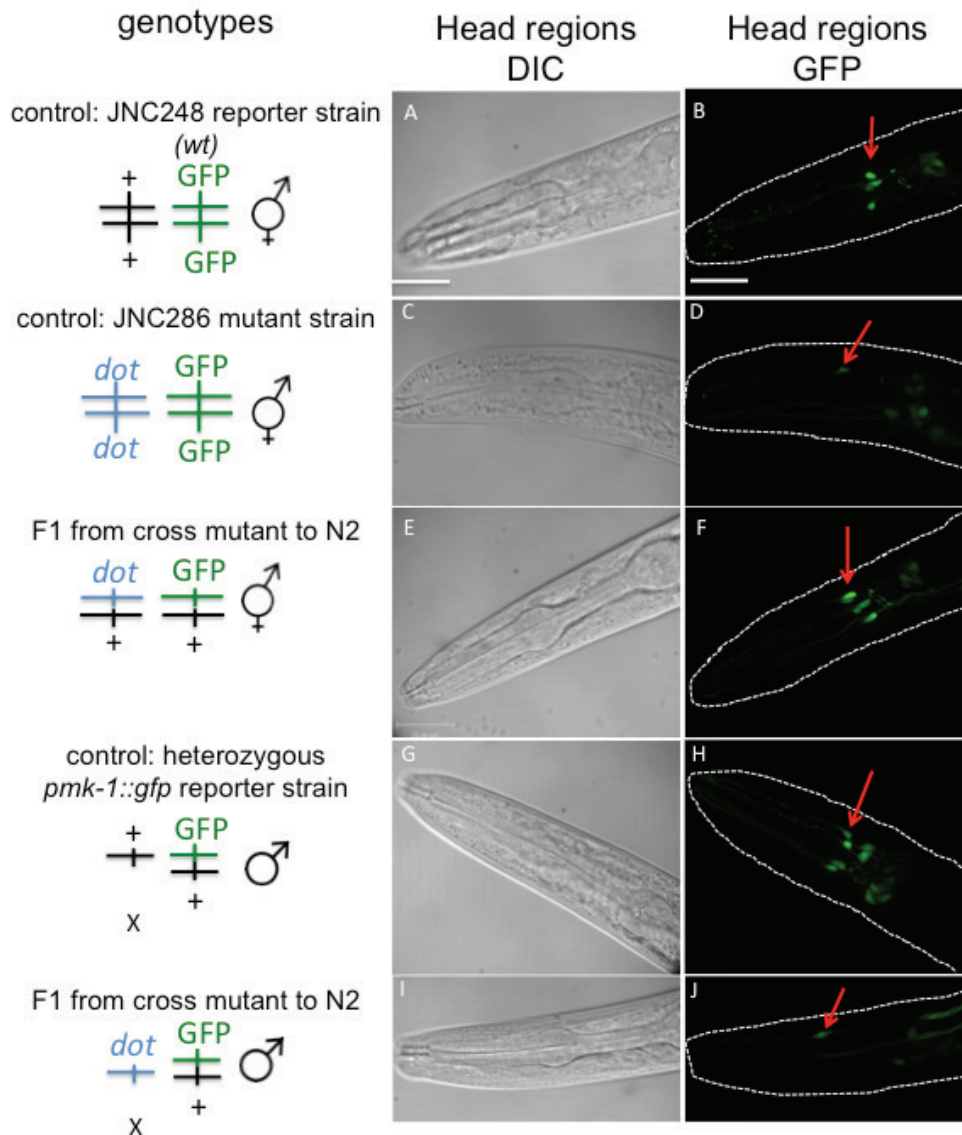 genotypes
Head regions
DIC
Head regions
GFP
control: JNC248 reporter strain
(wt)
+
GFP
+
GFP
A
B
control: JNC286 mutant strain
dot
GFP
dot
GFP
C
D
F1 from cross mutant to N2
dot
GFP
+
+
E
F
control: heterozygous
pmk-1::gfp reporter strain
+
GFP
+
X
G
H
F1 from cross mutant to N2
dot
GFP
+
X
I
J